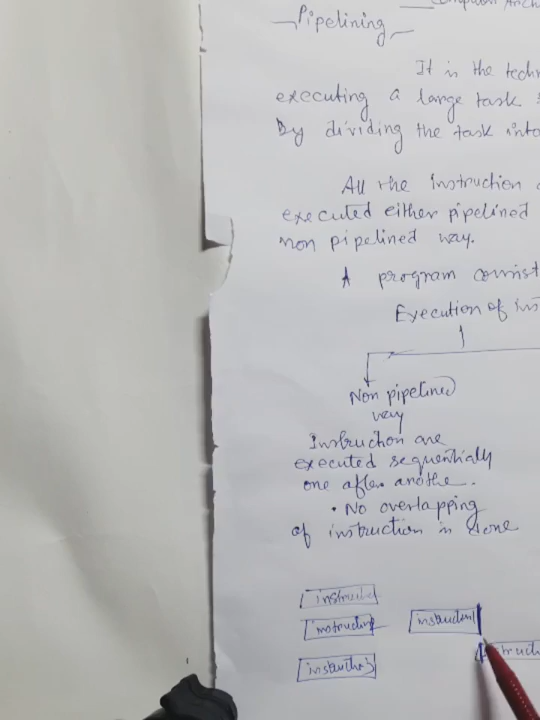 Pipelining
It is the
executing a large task
By dividing the task into
All the instruction
executed either pipelined
non pipelined way.
A program consist
Execution of
Non pipelined
way
Instruction are
executed sequentially
one after anothe.
• No overlapping
of instruction is done
instruction3